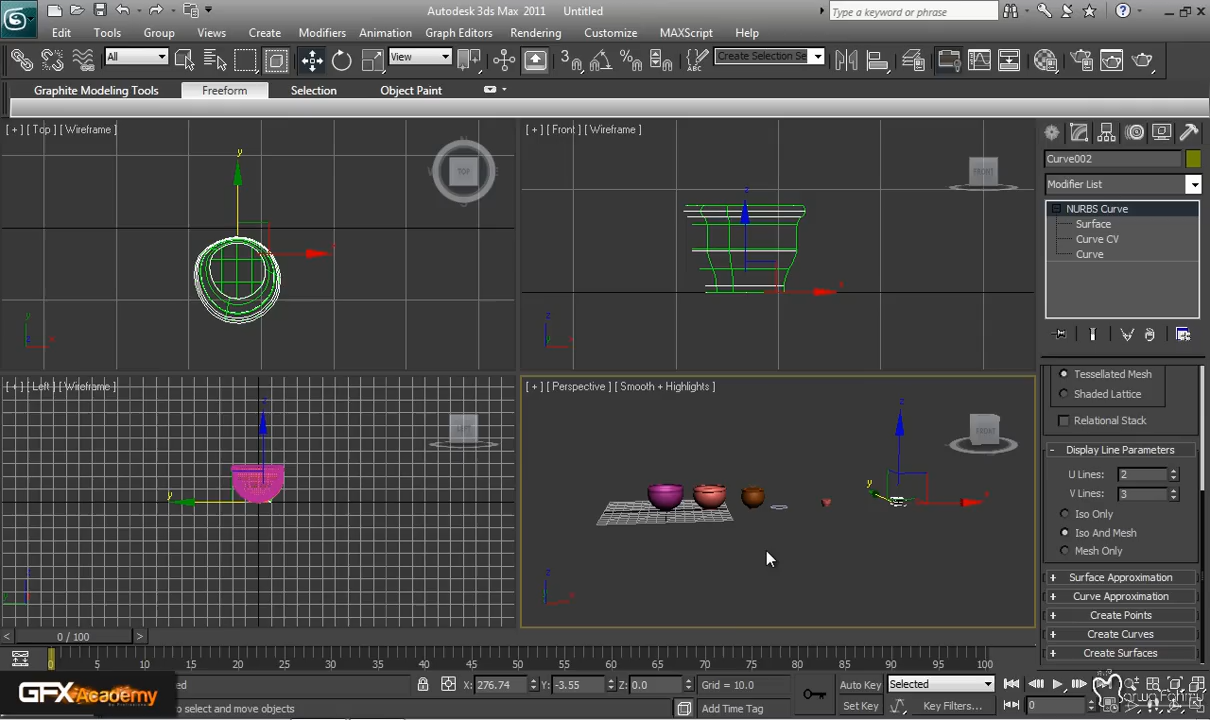 Autodesk 3ds Max 2011 Untitled
Type a keyword or phrase
Edit Tools Group Views Create Modifiers Animation Graph Editors Rendering Customize MAXScript Help
All View Create Selection Se
Graphite Modeling Tools Freeform Selection Object Paint
[ + ] [ Top ] [ Wireframe ]
TOP
[ + ] [ Front ] [ Wireframe ]
FRONT
Curve002
Modifier List
NURBS Curve
Surface
Curve CV
Curve
[ + ] [ Left ] [ Wireframe ]
LEFT
[ + ] [ Perspective ] [ Smooth + Highlights ]
FRONT
Tessellated Mesh
Shaded Lattice
Relational Stack
- Display Line Parameters
U Lines: 2
V Lines: 3
Iso Only
Iso And Mesh
Mesh Only
+ Surface Approximation
+ Curve Approximation
+ Create Points
+ Create Curves
+ Create Surfaces
< 0 / 100 >
0 5 10 15 20 25 30 35 40 45 50 55 60 65 70 75 80 85 90 95 100
X: 276.74 Y: -3.55 Z: 0.0 Grid = 10.0 Auto Key Selected
GFXAcademy
o select and move objects Add Time Tag Set Key Key Filters... 0